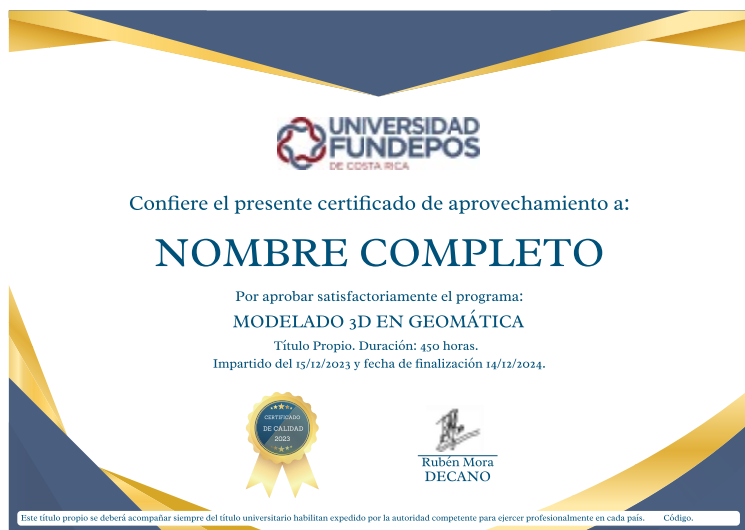 UNIVERSIDAD
FUNDEPOS
DE COSTA RICA
Confiere el presente certificado de aprovechamiento a:
NOMBRE COMPLETO
Por aprobar satisfactoriamente el programa:
MODELADO 3D EN GEOMÁTICA
Título Propio. Duración: 450 horas.
Impartido del 15/12/2023 y fecha de finalización 14/12/2024.
CERTIFICADO
DE CALIDAD
2023
Rubén Mora
DECANO
Este título propio se deberá acompañar siempre del título universitario habilitan expedido por la autoridad competente para ejercer profesionalmente en cada país. Código.